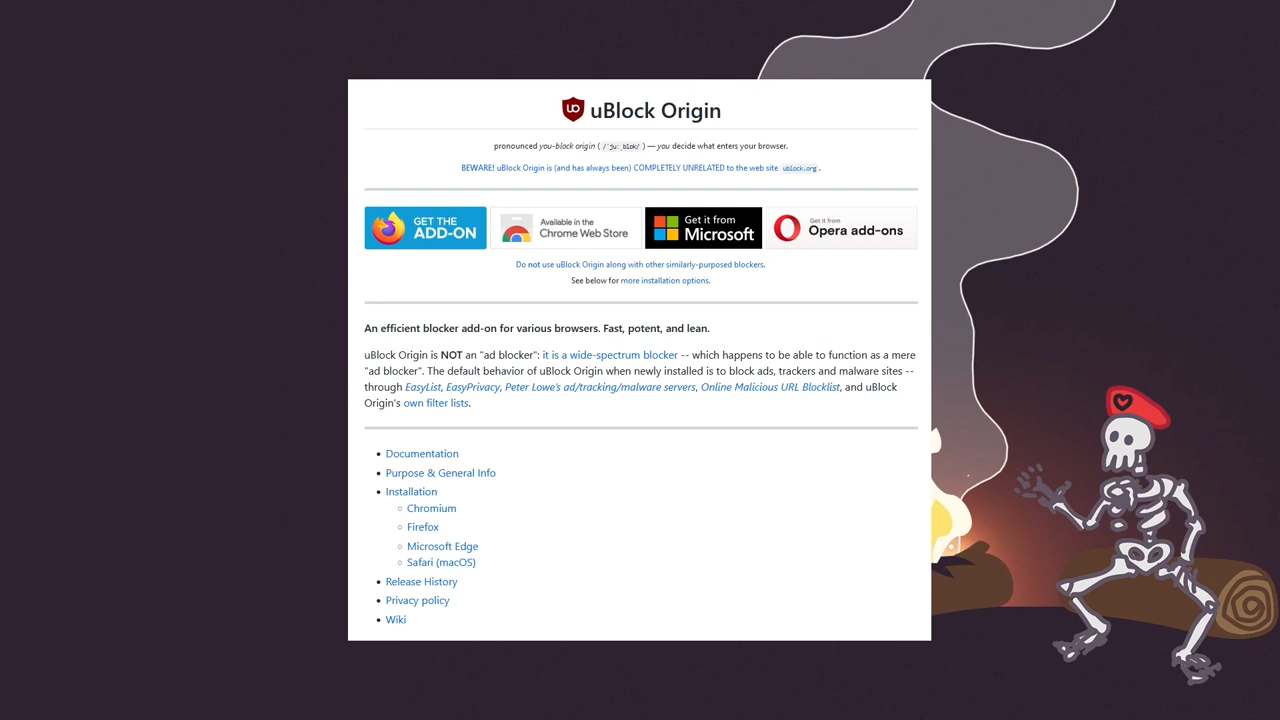 uBlock Origin
pronounced you-block origin ( /ˈjuːˌblɒk/ ) — you decide what enters your browser.
BEWARE! uBlock Origin is (and has always been) COMPLETELY UNRELATED to the web site ublock.org .
GET THE
ADD-ON
Available in the
Chrome Web Store
Get it from
Microsoft
Get it from
Opera add-ons
Do not use uBlock Origin along with other similarly-purposed blockers.
See below for more installation options.
An efficient blocker add-on for various browsers. Fast, potent, and lean.
uBlock Origin is NOT an "ad blocker": it is a wide-spectrum blocker -- which happens to be able to function as a mere
"ad blocker". The default behavior of uBlock Origin when newly installed is to block ads, trackers and malware sites --
through EasyList, EasyPrivacy, Peter Lowe's ad/tracking/malware servers, Online Malicious URL Blocklist, and uBlock
Origin's own filter lists.
• Documentation
• Purpose & General Info
• Installation
○ Chromium
○ Firefox
○ Microsoft Edge
○ Safari (macOS)
• Release History
• Privacy policy
• Wiki